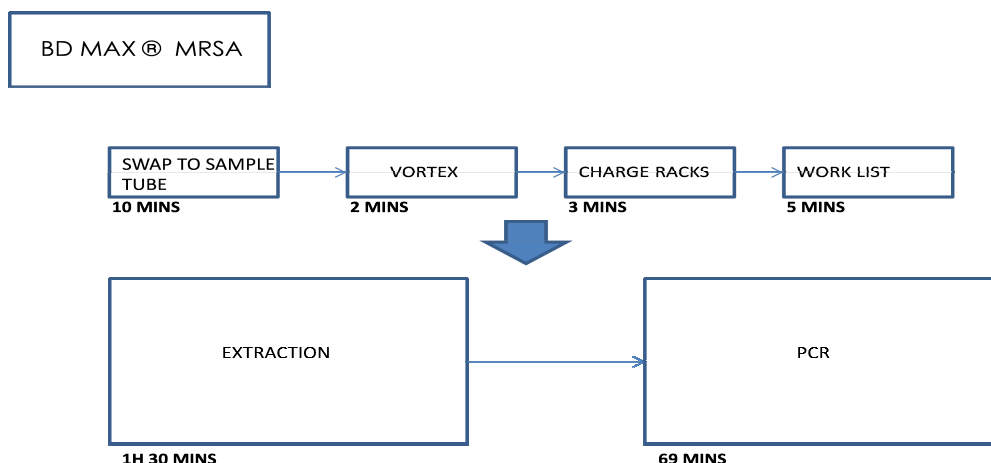 BD MAX ® MRSA
SWAP TO SAMPLE
TUBE
VORTEX
CHARGE RACKS
WORK LIST
10 MINS
2 MINS
3 MINS
5 MINS
EXTRACTION
PCR
1H 30 MINS
69 MINS